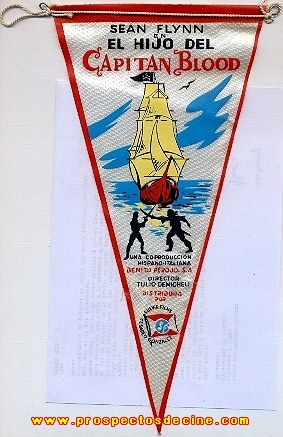 SEAN FLYNN
EN
EL HIJO DEL
CAPITAN BLOOD
UNA COPRODUCCION
HISPANO-ITALIANA
BENITO PEROJO, S.A.
DIRECTOR
TULIO DEMICHELI
DISTRIBUDA
POR
www.prospectosdecine.com